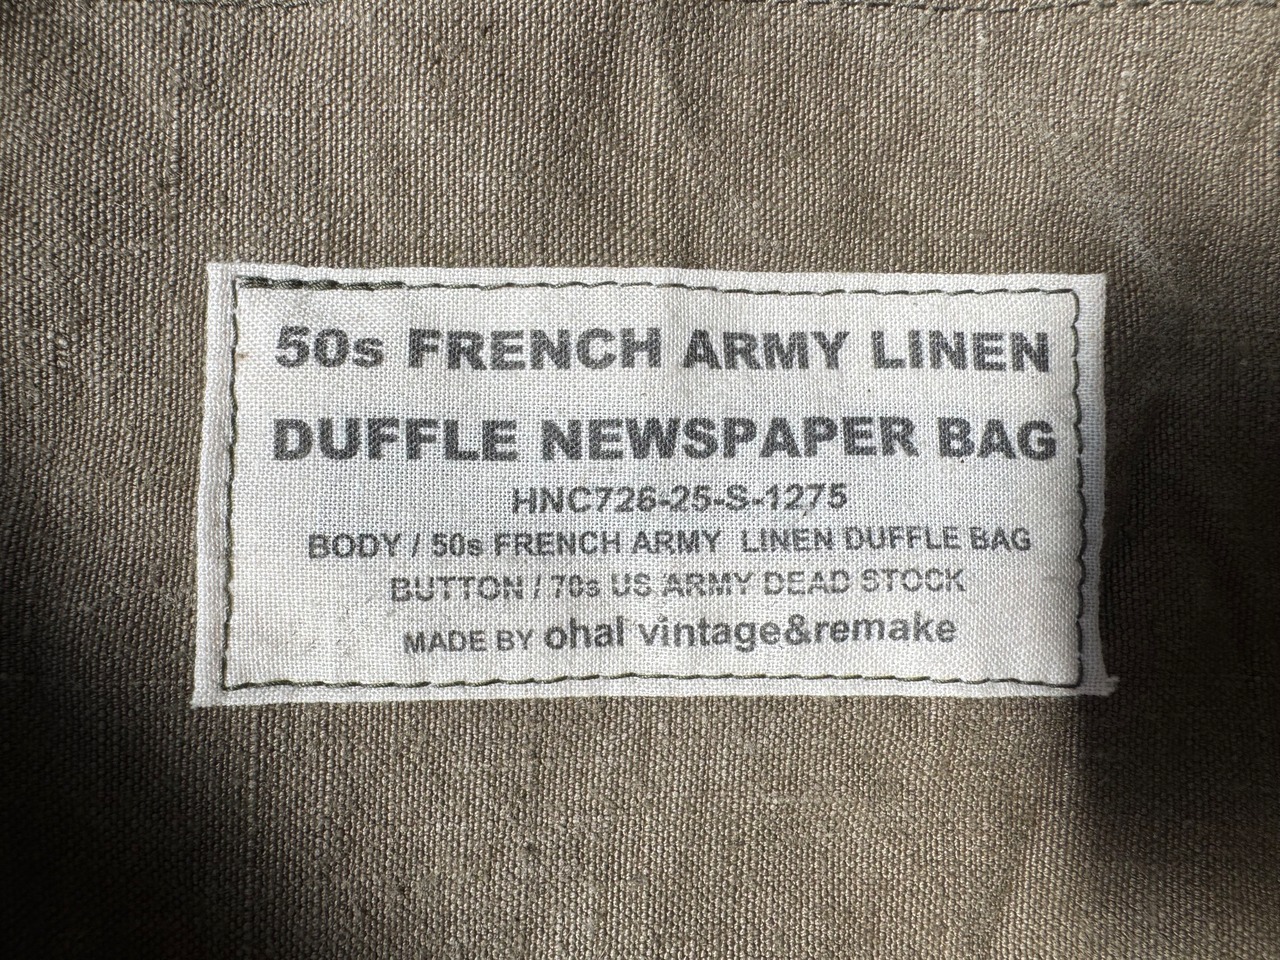 50s FRENCH ARMY LINEN
DUFFLE NEWSPAPER BAG
HNC726-25-S-1275
BODY / 50s FRENCH ARMY LINEN DUFFLE BAG
BUTTON / 70s US ARMY DEAD STOCK
MADE BY ohal vintage&remake